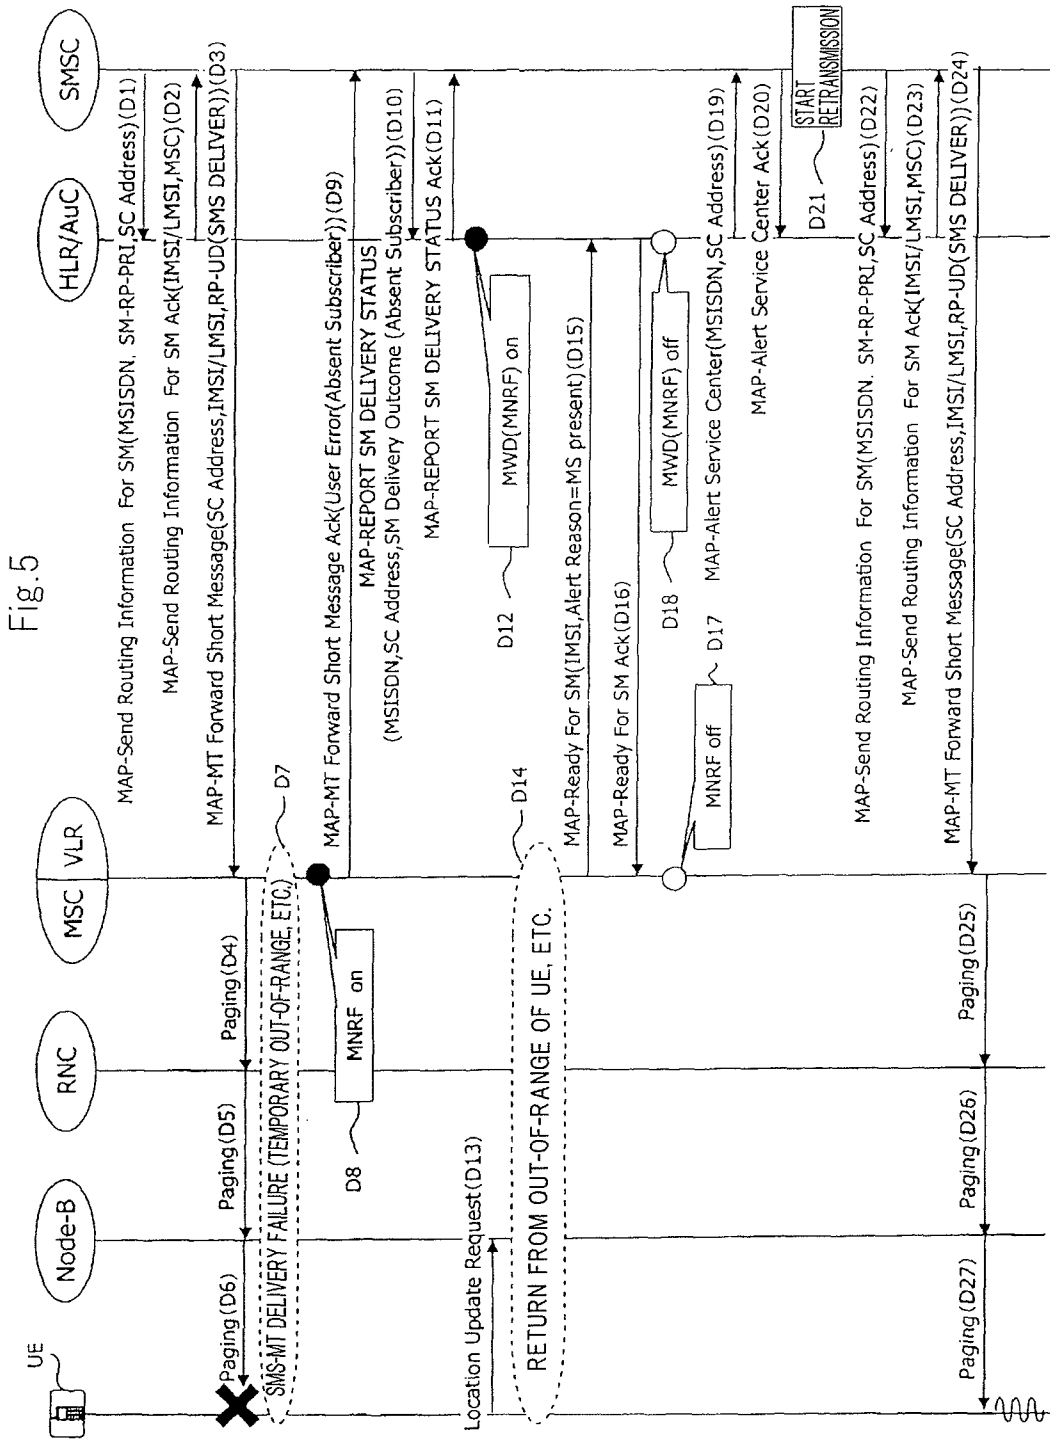 Fig.5
UE
Node-B
RNC
MSC VLR
HLR/AuC
SMSC
MAP-Send Routing Information For SM(MSISDN. SM-RP-PRI,SC Address)(D1)
MAP-Send Routing Information For SM Ack(IMSI/LMSI,MSC)(D2)
MAP-MT Forward Short Message(SC Address,IMSI/LMSI,RP-UD(SMS DELIVER))(D3)
Paging(D4)
Paging(D5)
Paging(D6)
SMS-MT DELIVERY FAILURE (TEMPORARY OUT-OF-RANGE, ETC.)
D7
MNRF on
D8
MAP-MT Forward Short Message Ack(User Error(Absent Subscriber))(D9)
MAP-REPORT SM DELIVERY STATUS
(MSISDN,SC Address,SM Delivery Outcome (Absent Subscriber))(D10)
MAP-REPORT SM DELIVERY STATUS Ack(D11)
MWD(MNRF) on
D12
Location Update Request(D13)
RETURN FROM OUT-OF-RANGE OF UE, ETC.
D14
MAP-Ready For SM(IMSI,Alert Reason=MS present)(D15)
MAP-Ready For SM Ack(D16)
MNRF off
D17
MWD(MNRF) off
D18
MAP-Alert Service Center(MSISDN,SC Address)(D19)
MAP-Alert Service Center Ack(D20)
START
RETRANSMISSION
D21
MAP-Send Routing Information For SM(MSISDN. SM-RP-PRI,SC Address)(D22)
MAP-Send Routing Information For SM Ack(IMSI/LMSI,MSC)(D23)
MAP-MT Forward Short Message(SC Address,IMSI/LMSI,RP-UD(SMS DELIVER))(D24)
Paging(D25)
Paging(D26)
Paging(D27)